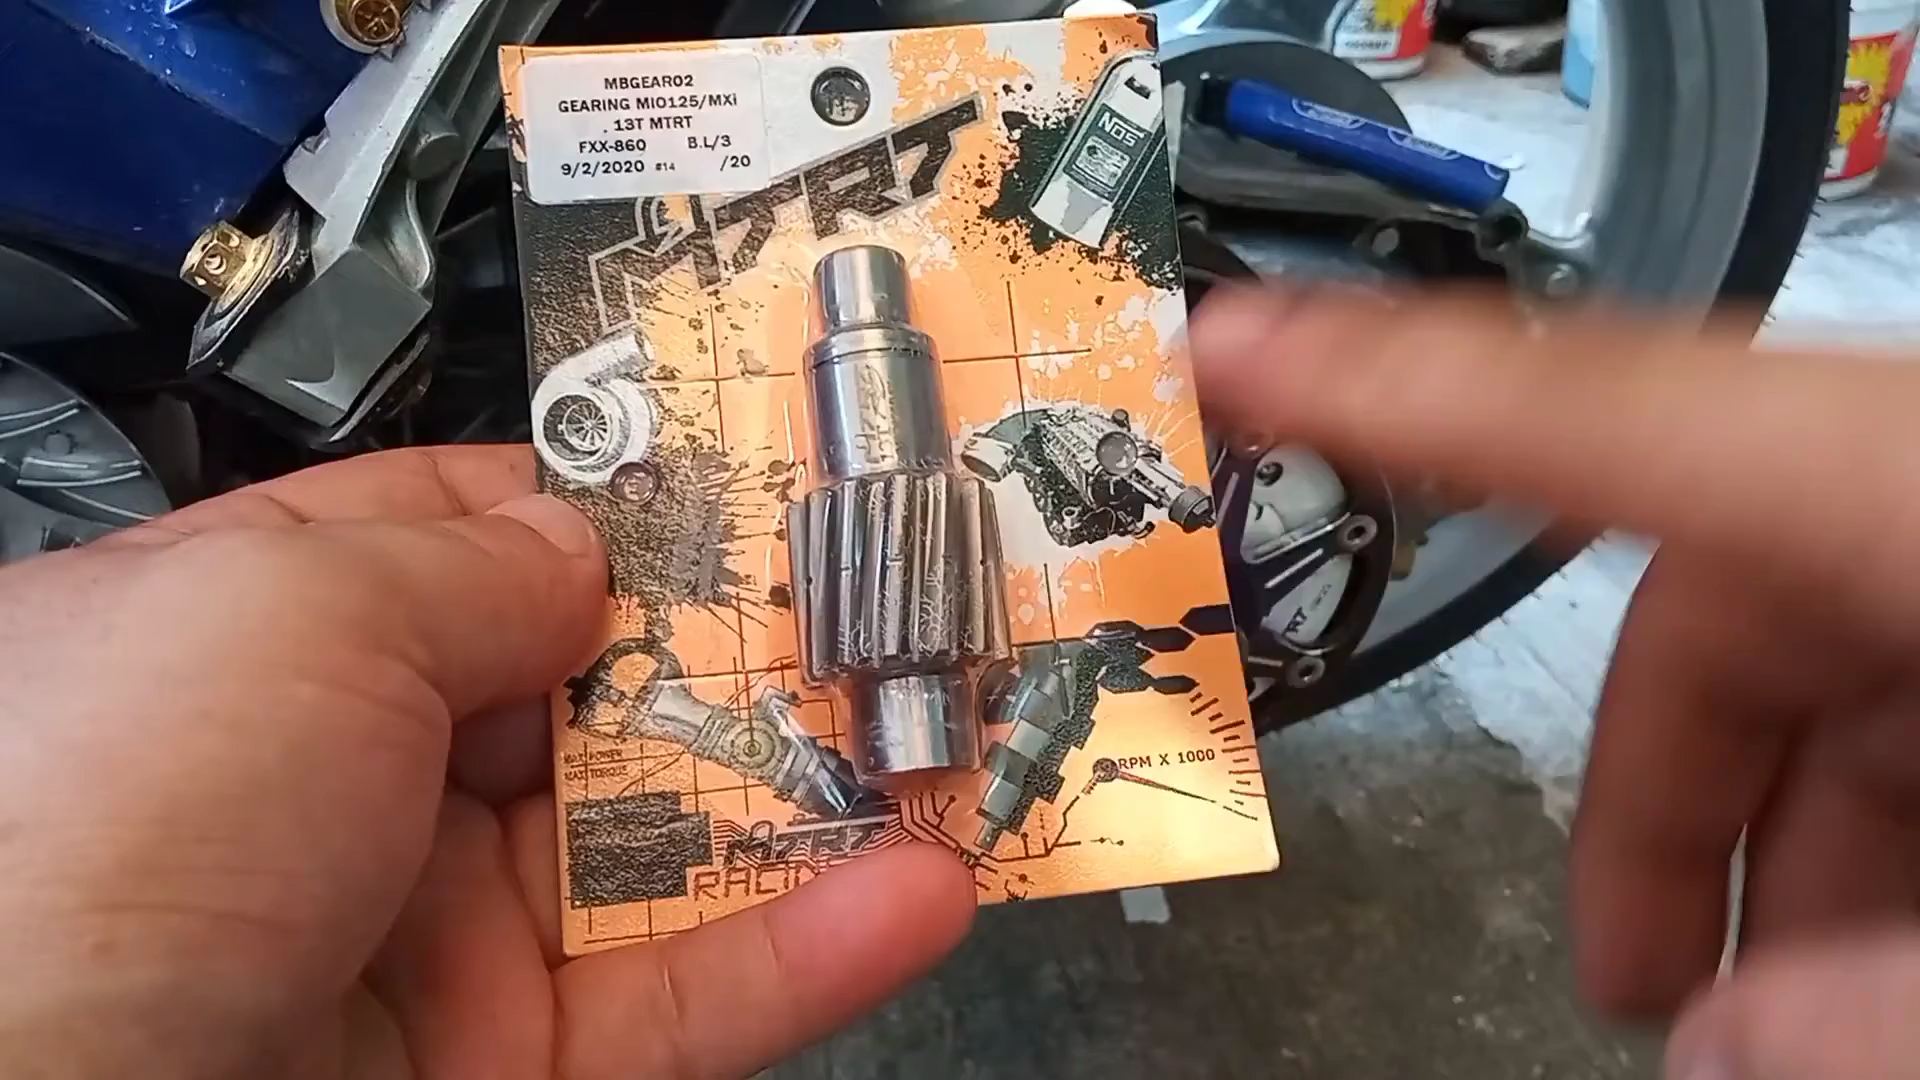 MBGEAR02
GEARING MIO125/MXi
. 13T MTRT
FXX-860 B.L/3
9/2/2020 #14 /20
MTRT
NOS
MAX POWER
MAX TORQUE
RPM X 1000
MTRT